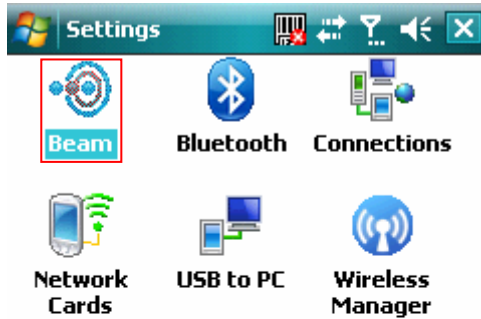 Settings
Beam Bluetooth Connections
Network Cards USB to PC Wireless Manager